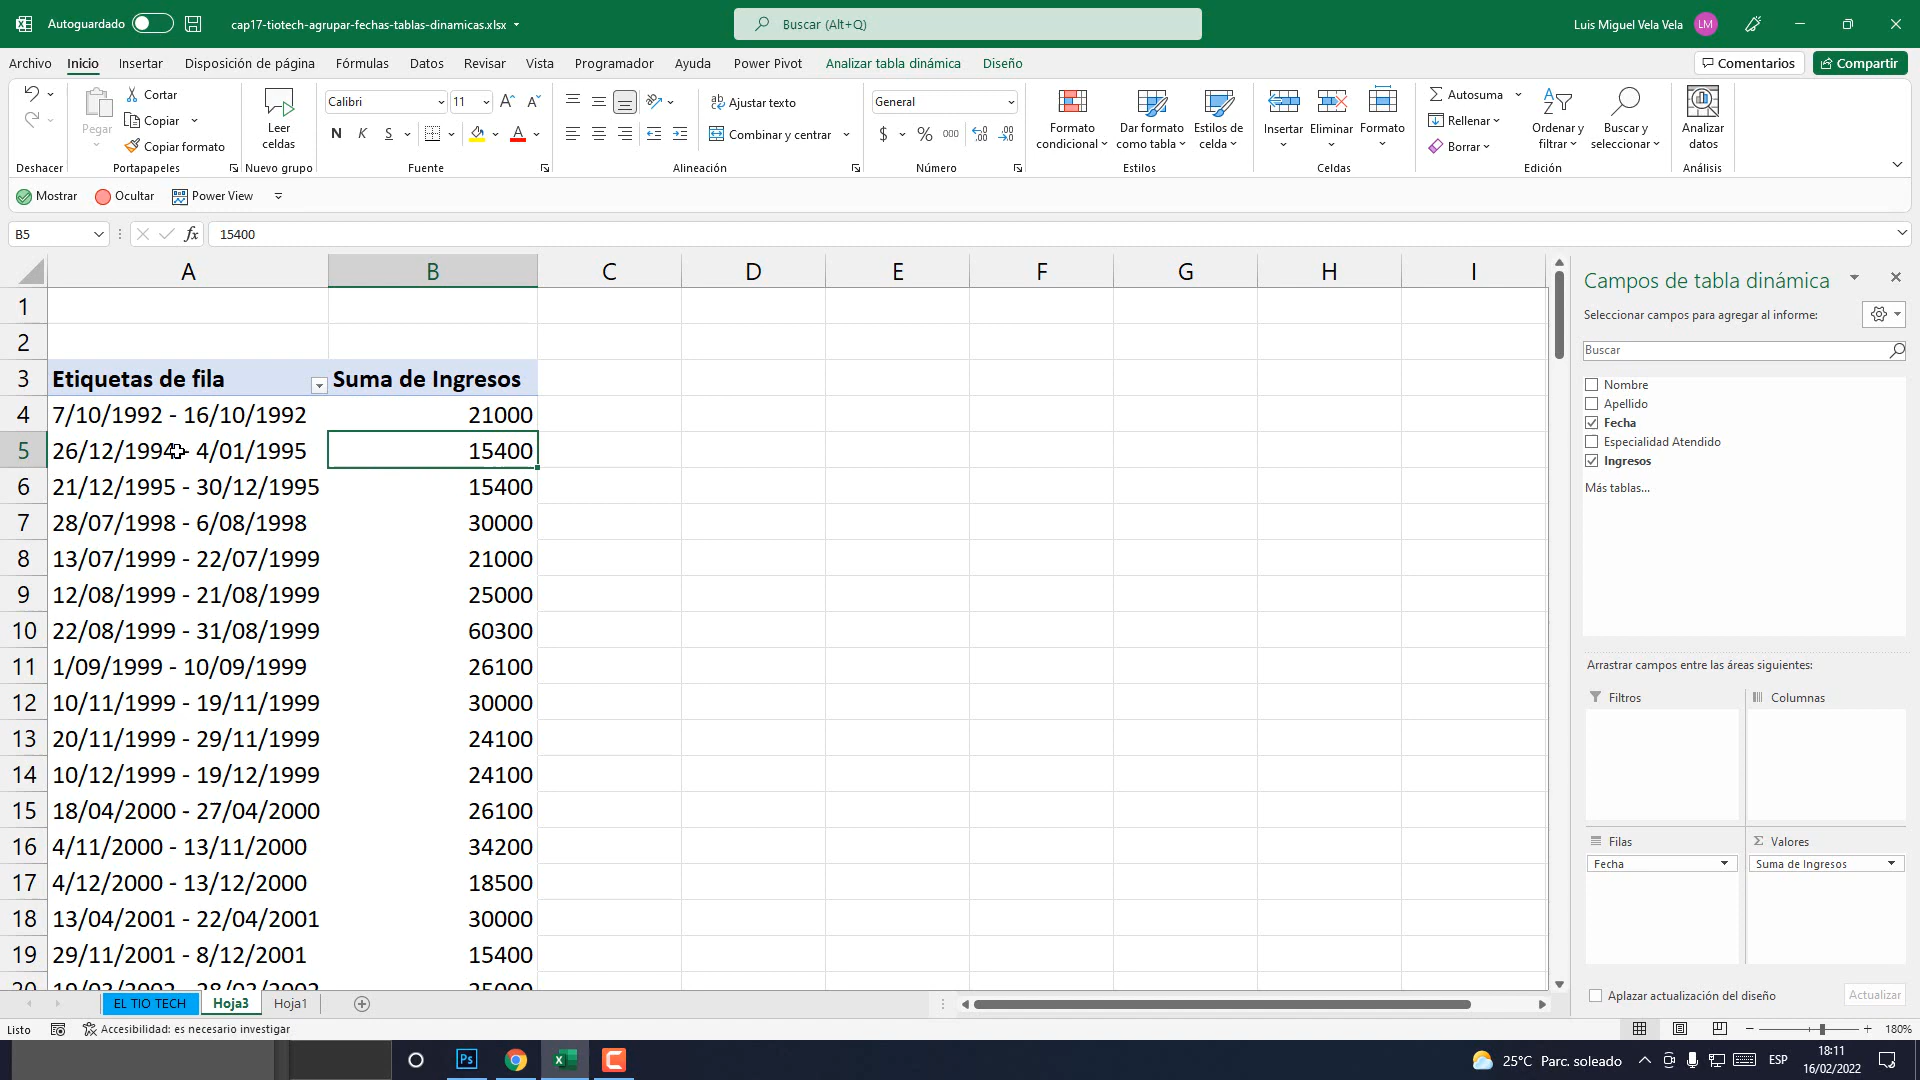 Autoguardado cap17-tiotech-agrupar-fechas-tablas-dinamicas.xlsx Buscar (Alt+Q) Luis Miguel Vela Vela LM
Archivo Inicio Insertar Disposición de página Fórmulas Datos Revisar Vista Programador Ayuda Power Pivot Analizar tabla dinámica Diseño Comentarios Compartir
Pegar Cortar
Copiar
Copiar formato
Leer celdas
Calibri 11
N K S
Ajustar texto
Combinar y centrar
General
$ % 000
Formato condicional Dar formato como tabla Estilos de celda
Insertar Eliminar Formato
Autosuma
Rellenar
Borrar
Ordenar y filtrar Buscar y seleccionar
Analizar datos
Deshacer Portapapeles Nuevo grupo Fuente Alineación Número Estilos Celdas Edición Análisis
Mostrar Ocultar Power View
B5 fx 15400
A B C D E F G H I
1
2
3 Etiquetas de fila Suma de Ingresos
4 7/10/1992 - 16/10/1992 21000
5 26/12/1994 - 4/01/1995 15400
6 21/12/1995 - 30/12/1995 15400
7 28/07/1998 - 6/08/1998 30000
8 13/07/1999 - 22/07/1999 21000
9 12/08/1999 - 21/08/1999 25000
10 22/08/1999 - 31/08/1999 60300
11 1/09/1999 - 10/09/1999 26100
12 10/11/1999 - 19/11/1999 30000
13 20/11/1999 - 29/11/1999 24100
14 10/12/1999 - 19/12/1999 24100
15 18/04/2000 - 27/04/2000 26100
16 4/11/2000 - 13/11/2000 34200
17 4/12/2000 - 13/12/2000 18500
18 13/04/2001 - 22/04/2001 30000
19 29/11/2001 - 8/12/2001 15400
Campos de tabla dinámica
Seleccionar campos para agregar al informe:
Buscar
Nombre
Apellido
Fecha
Especialidad Atendido
Ingresos
Más tablas...
Arrastrar campos entre las áreas siguientes:
Filtros Columnas
Filas Valores
Fecha Suma de Ingresos
Aplazar actualización del diseño Actualizar
EL TIO TECH Hoja3 Hoja1
Listo Accesibilidad: es necesario investigar 180%
Ps 25°C Parc. soleado ESP 18:11
16/02/2022